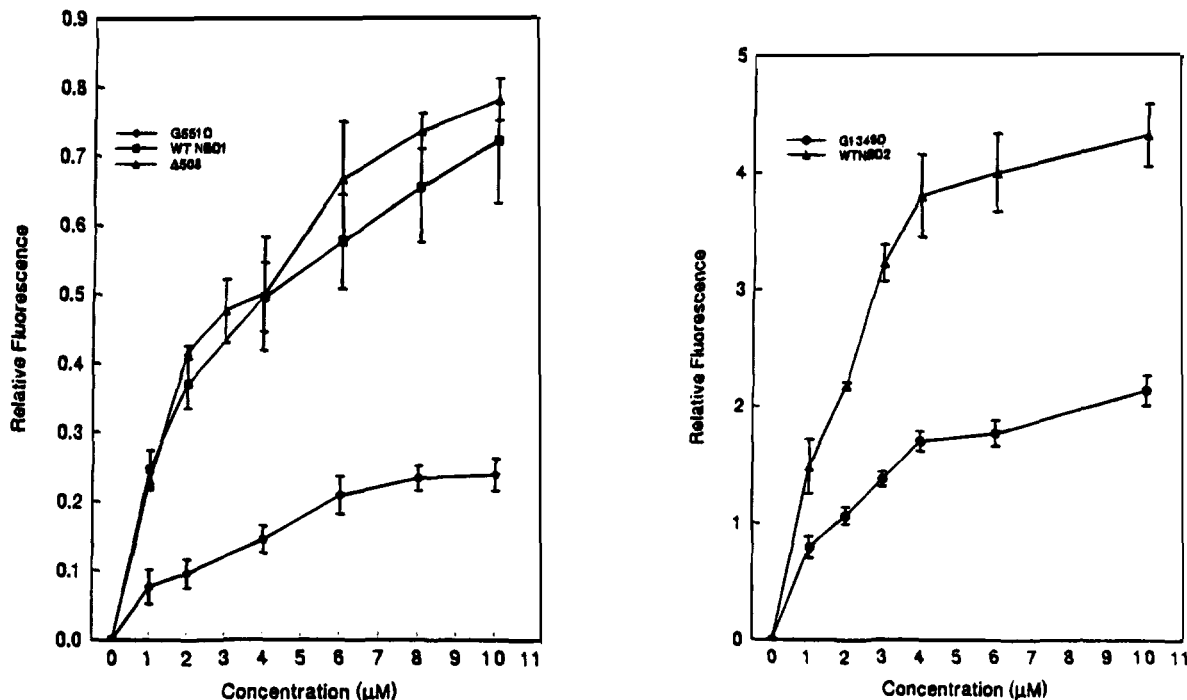 0.9
0.8
0.7
0.6
0.5
0.4
0.3
0.2
0.1
0.0
Relative Fluorescence
G551D
WT NBD1
Δ508
0 1 2 3 4 5 6 7 8 9 10 11
Concentration (µM)
5
4
3
2
1
0
Relative Fluorescence
G1349D
WTNBD2
0 1 2 3 4 5 6 7 8 9 10 11
Concentration (µM)